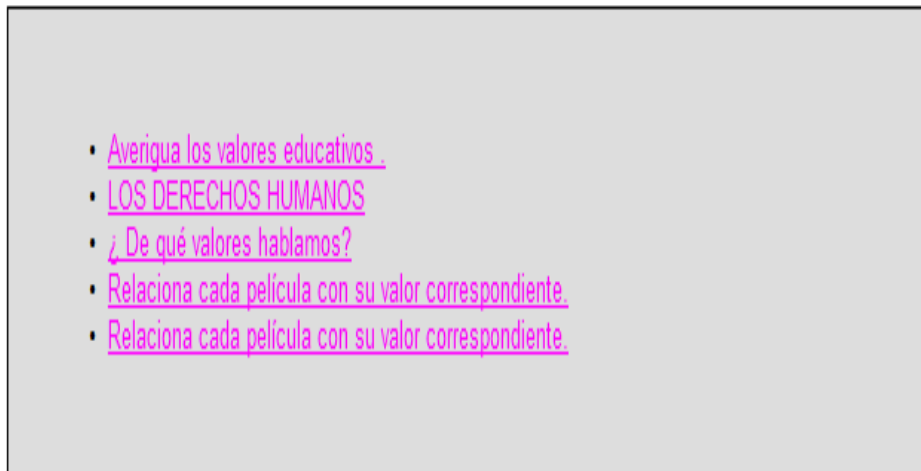 • Averigua los valores educativos .
• LOS DERECHOS HUMANOS
• ¿ De qué valores hablamos?
• Relaciona cada película con su valor correspondiente.
• Relaciona cada película con su valor correspondiente.